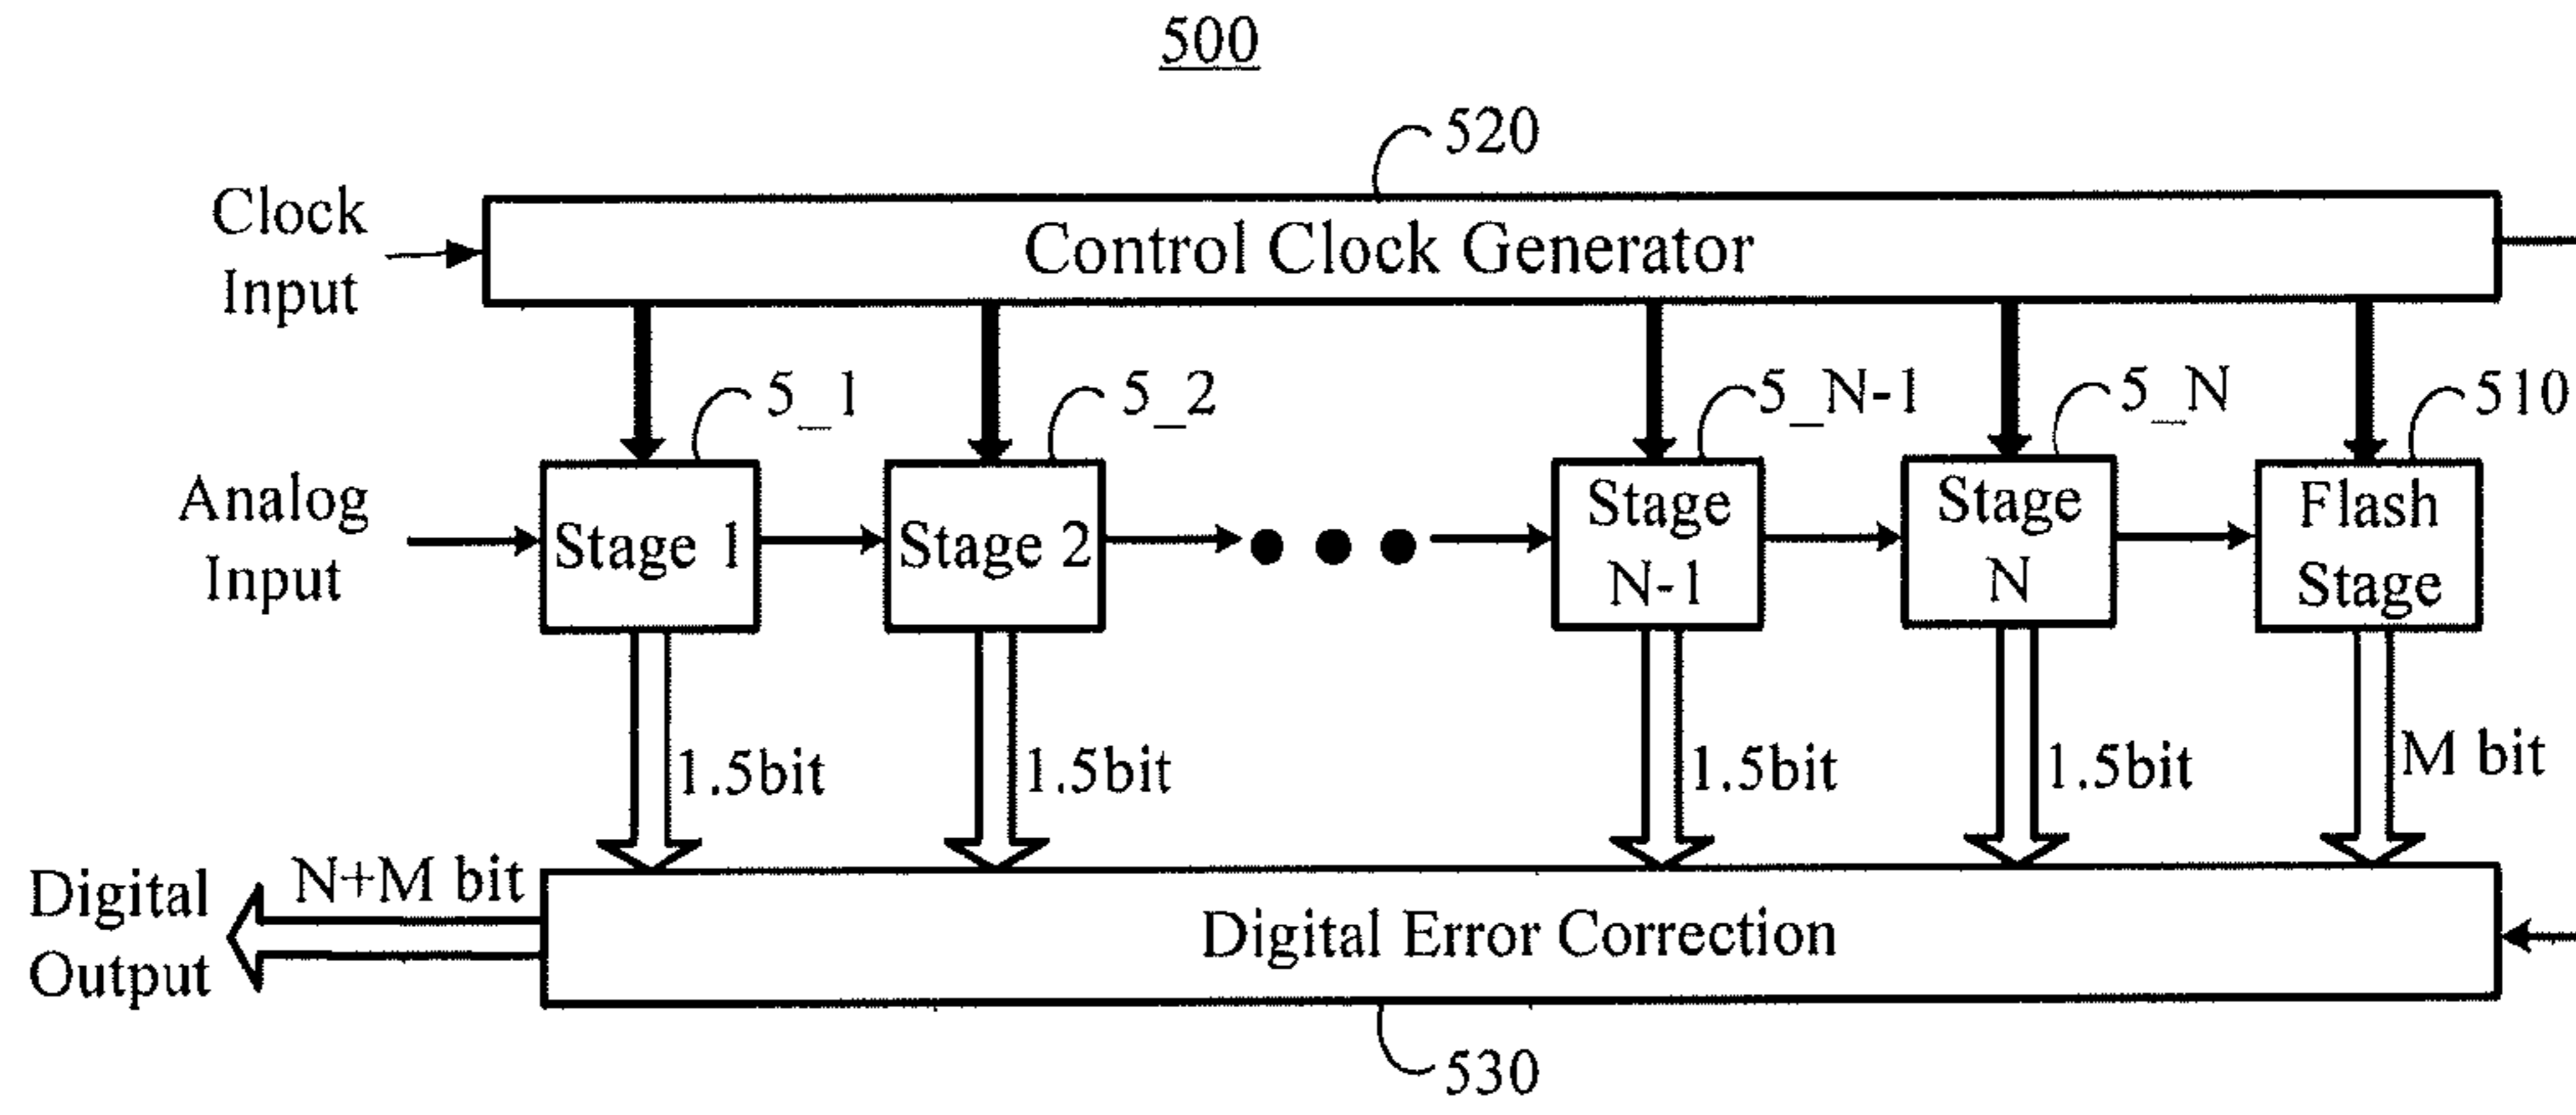 500
520
Clock
Input
Control Clock Generator
5_1
5_2
5_N-1
5_N
510
Analog
Input
Stage 1
Stage 2
Stage
N-1
Stage
N
Flash
Stage
1.5bit
1.5bit
1.5bit
1.5bit
M bit
Digital
Output
N+M bit
Digital Error Correction
530